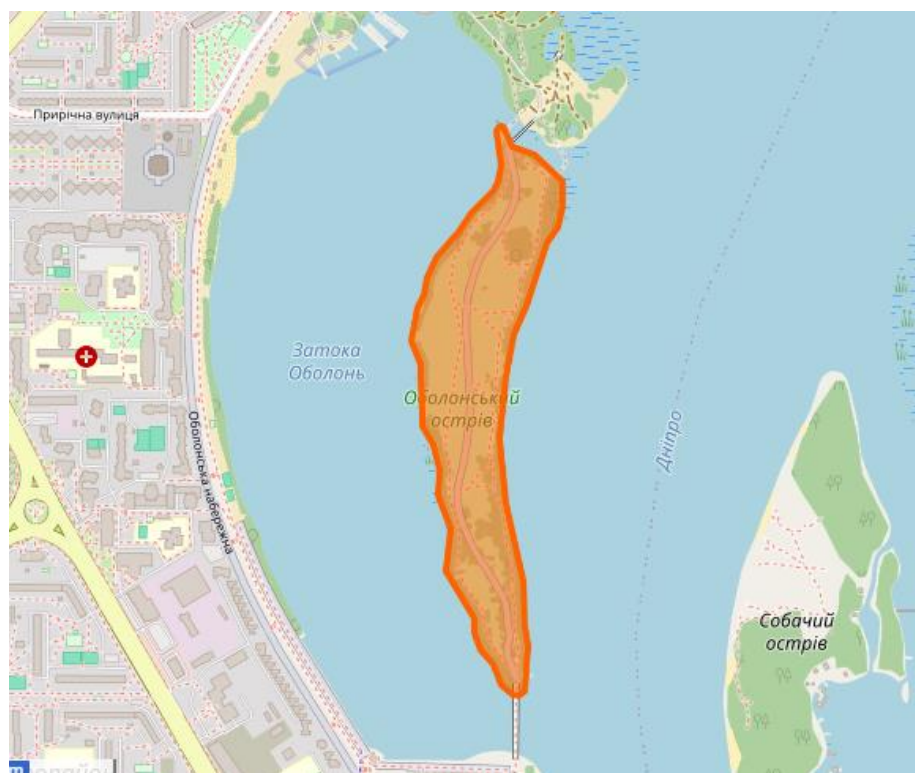 Прирічна вулиця
Затока
Оболонь
Оболонський
острів
Оболонська набережна
Дніпро
Собачий
острів
m